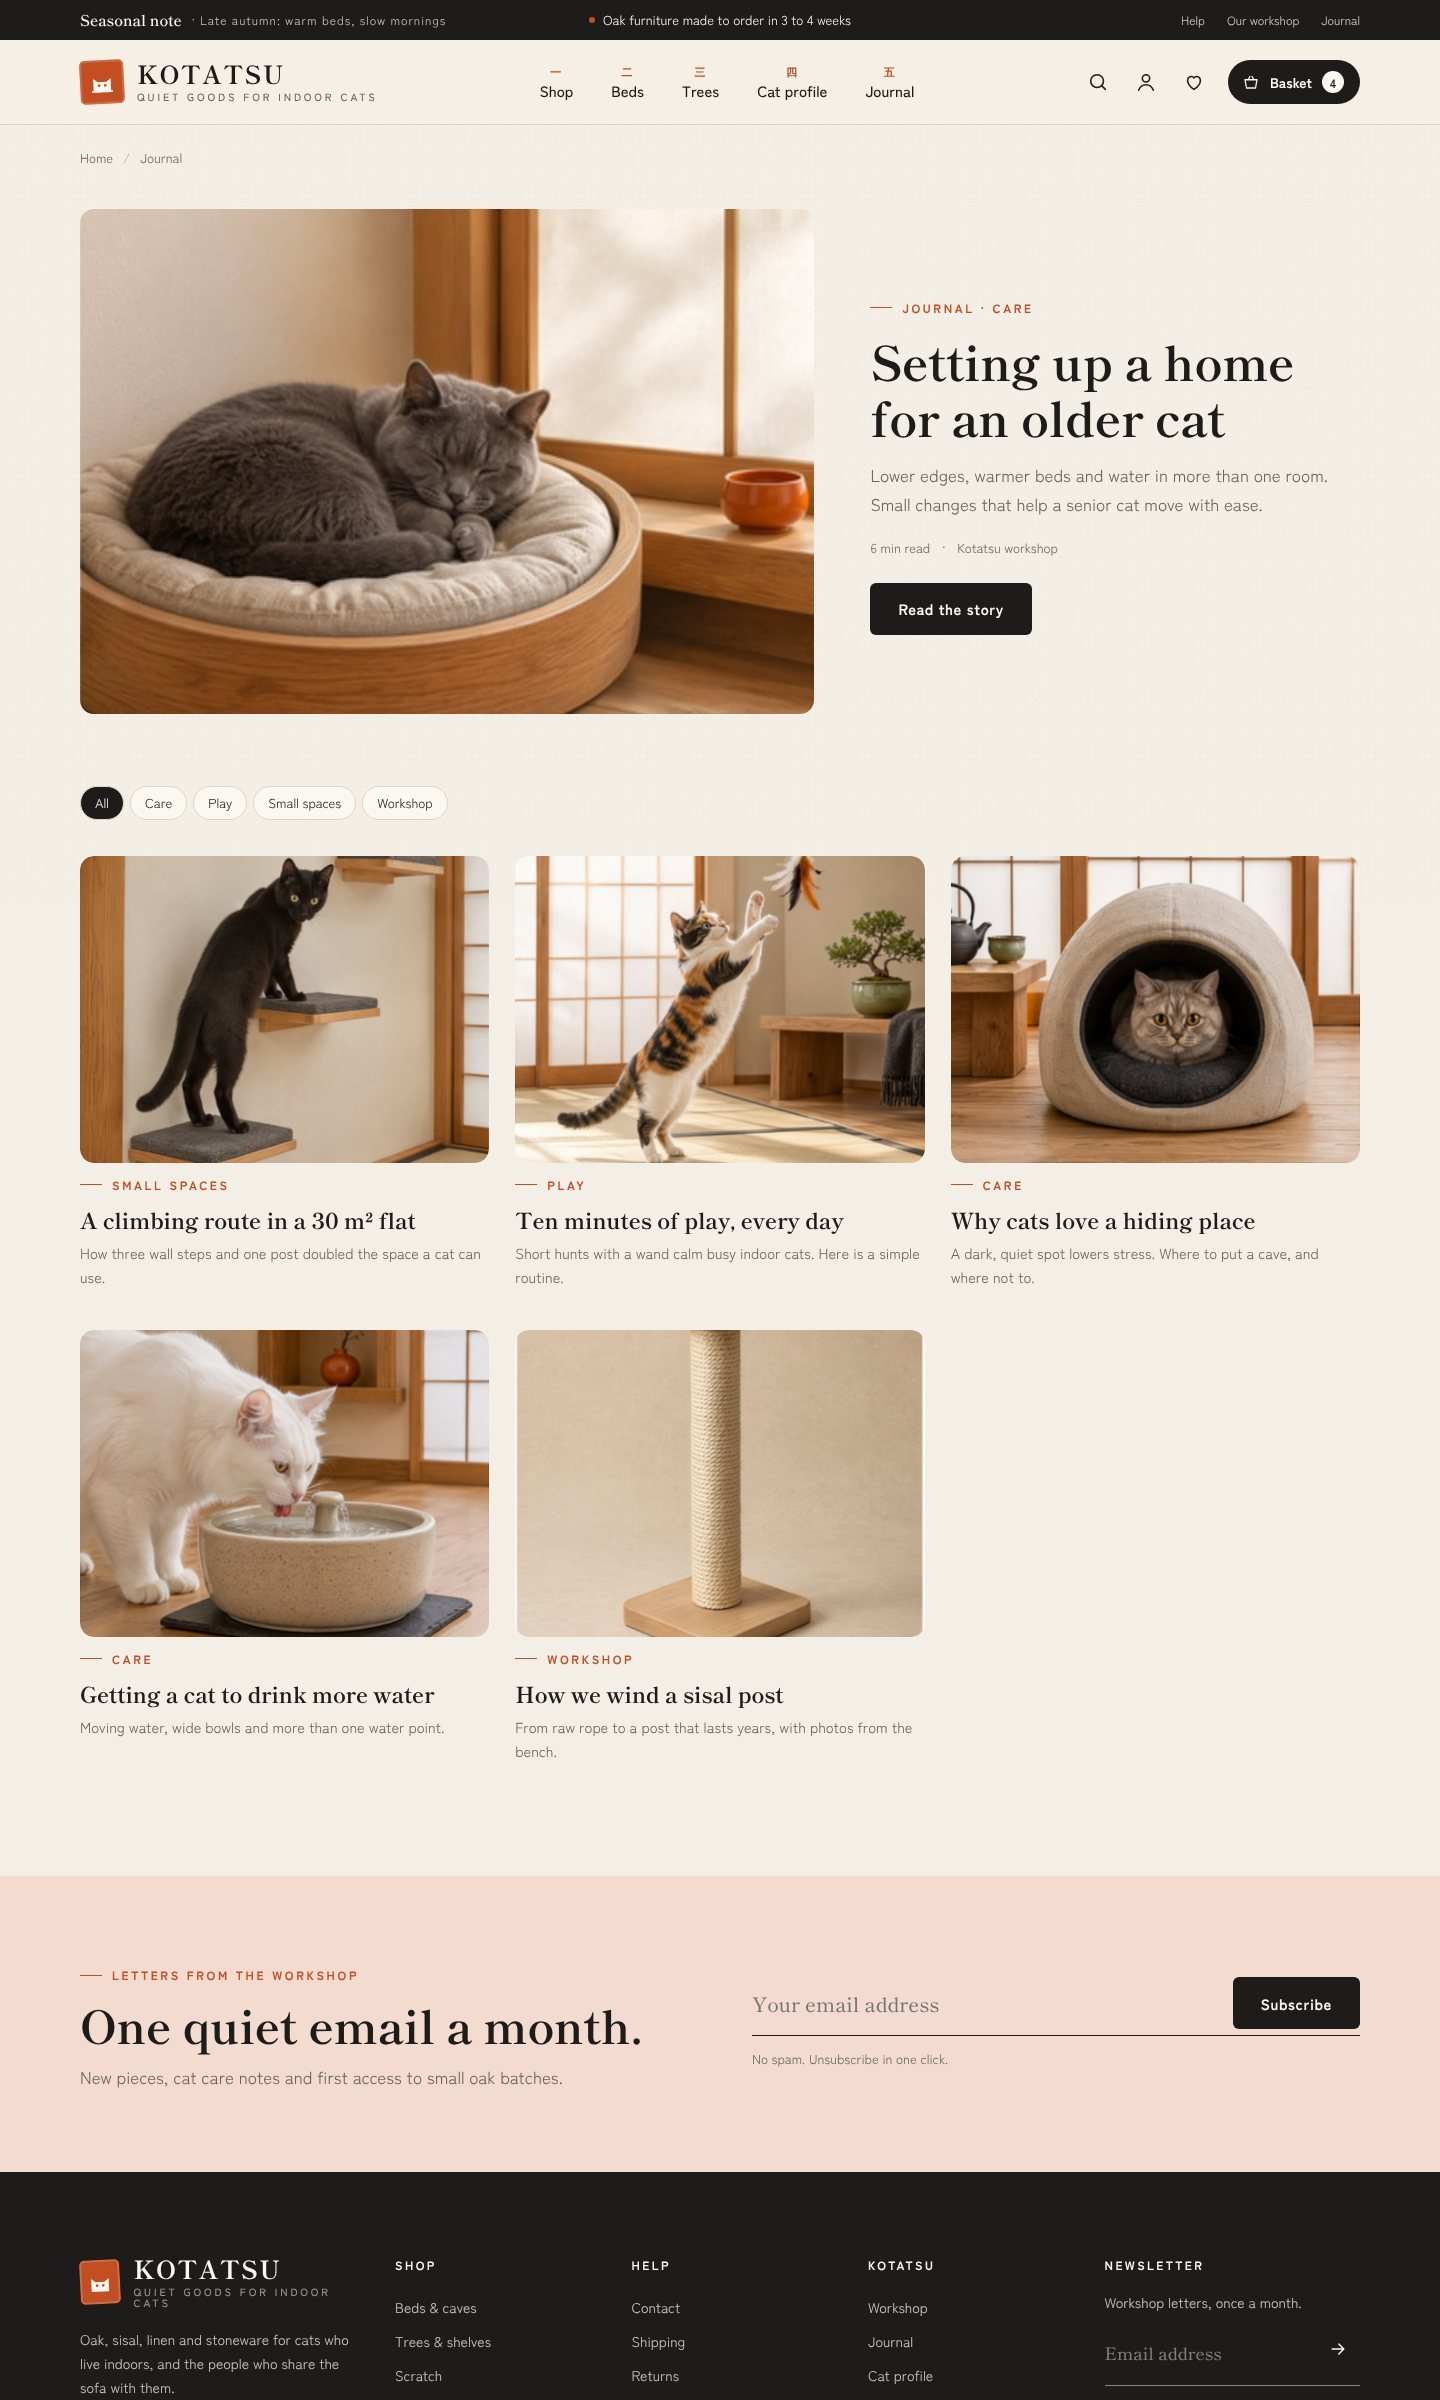 Seasonal note · Late autumn: warm beds, slow mornings
Oak furniture made to order in 3 to 4 weeks
Help
Our workshop
Journal
KOTATSU
QUIET GOODS FOR INDOOR CATS
一
Shop
二
Beds
三
Trees
四
Cat profile
五
Journal
Basket 4
Home / Journal
JOURNAL · CARE
Setting up a home
for an older cat
Lower edges, warmer beds and water in more than one room.
Small changes that help a senior cat move with ease.
6 min read · Kotatsu workshop
Read the story
All
Care
Play
Small spaces
Workshop
SMALL SPACES
A climbing route in a 30 m² flat
How three wall steps and one post doubled the space a cat can
use.
PLAY
Ten minutes of play, every day
Short hunts with a wand calm busy indoor cats. Here is a simple
routine.
CARE
Why cats love a hiding place
A dark, quiet spot lowers stress. Where to put a cave, and
where not to.
CARE
Getting a cat to drink more water
Moving water, wide bowls and more than one water point.
WORKSHOP
How we wind a sisal post
From raw rope to a post that lasts years, with photos from the
bench.
LETTERS FROM THE WORKSHOP
One quiet email a month.
New pieces, cat care notes and first access to small oak batches.
Your email address
Subscribe
No spam. Unsubscribe in one click.
KOTATSU
QUIET GOODS FOR INDOOR
CATS
Oak, sisal, linen and stoneware for cats who
live indoors, and the people who share the
sofa with them.
SHOP
Beds & caves
Trees & shelves
Scratch
HELP
Contact
Shipping
Returns
KOTATSU
Workshop
Journal
Cat profile
NEWSLETTER
Workshop letters, once a month.
Email address